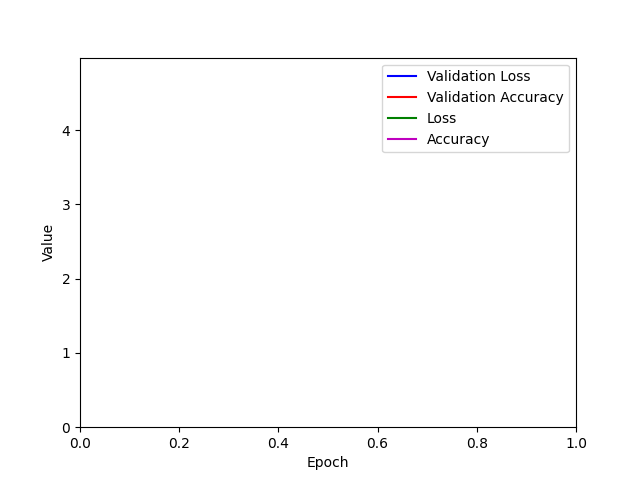 Validation Loss
Validation Accuracy
Loss
Accuracy
4
3
2
1
0
Value
0.0 0.2 0.4 0.6 0.8 1.0
Epoch